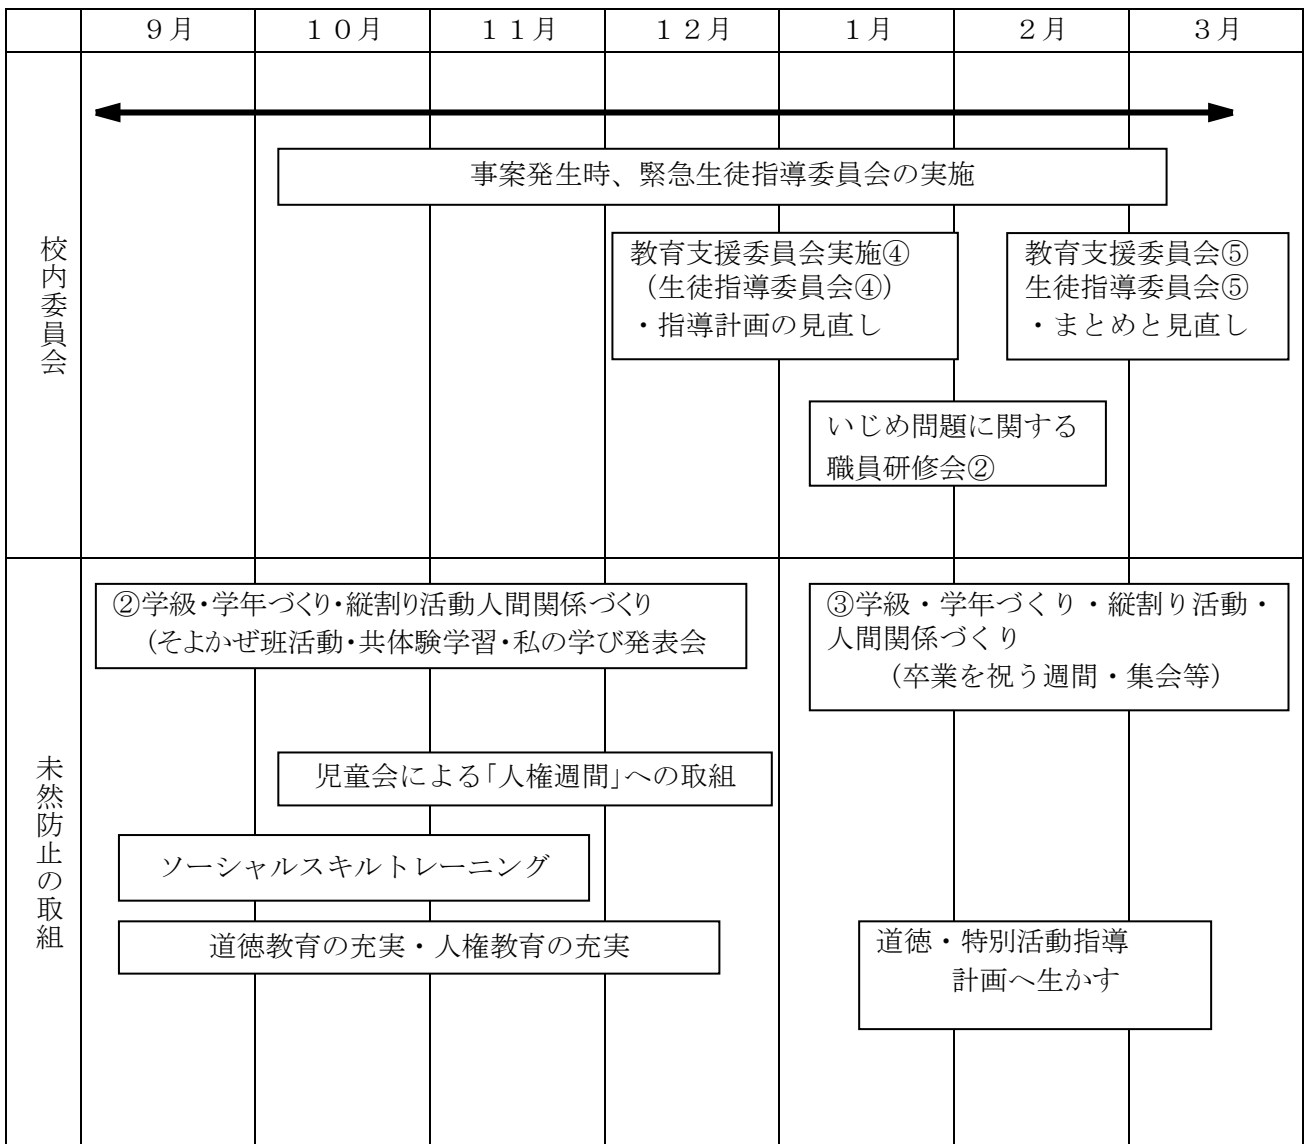 ９月 １０月 １１月 １２月 １月 ２月 ３月
校内委員会
事案発生時、緊急生徒指導委員会の実施
教育支援委員会実施④
（生徒指導委員会④）
・指導計画の見直し
教育支援委員会⑤
生徒指導委員会⑤
・まとめと見直し
いじめ問題に関する
職員研修会②
未然防止の取組
②学級・学年づくり・縦割り活動人間関係づくり
（そよかぜ班活動・共体験学習・私の学び発表会
③学級・学年づくり・縦割り活動・
人間関係づくり
（卒業を祝う週間・集会等）
児童会による「人権週間」への取組
ソーシャルスキルトレーニング
道徳教育の充実・人権教育の充実
道徳・特別活動指導
計画へ生かす